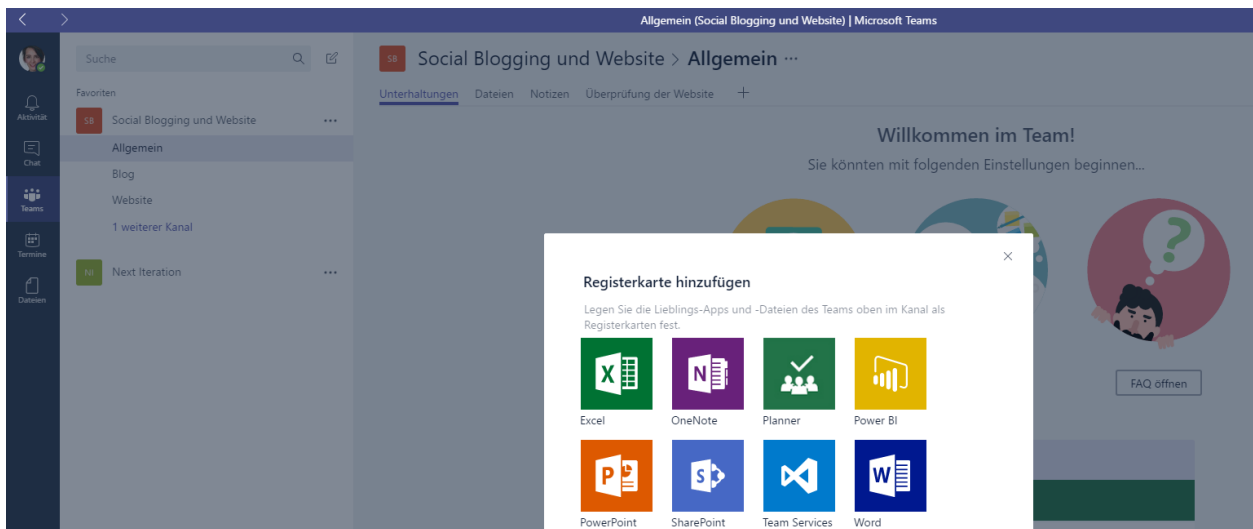 Allgemein (Social Blogging und Website) | Microsoft Teams
Suche
Aktivität
Chat
Teams
Termine
Dateien
Favoriten
SB Social Blogging und Website ...
Allgemein
Blog
Website
1 weiterer Kanal
NI Next Iteration ...
SB Social Blogging und Website > Allgemein ...
Unterhaltungen Dateien Notizen Überprüfung der Website +
Willkommen im Team!
Sie könnten mit folgenden Einstellungen beginnen...
FAQ öffnen
Registerkarte hinzufügen
Legen Sie die Lieblings-Apps und -Dateien des Teams oben im Kanal als
Registerkarten fest.
Excel OneNote Planner Power BI
PowerPoint SharePoint Team Services Word